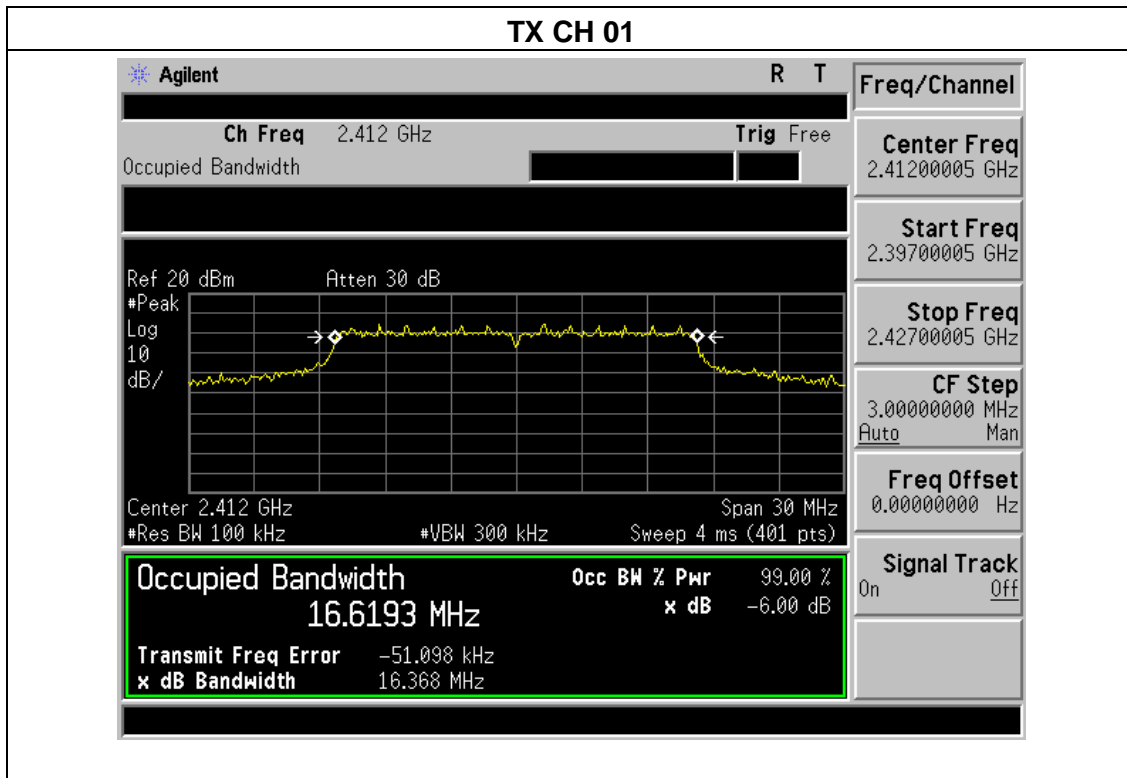 TX CH 01
Agilent R T
Freq/Channel
Ch Freq 2.412 GHz Trig Free
Occupied Bandwidth
Center Freq
2.41200005 GHz
Start Freq
2.39700005 GHz
Stop Freq
2.42700005 GHz
CF Step
3.00000000 MHz
Auto Man
Freq Offset
0.00000000 Hz
Signal Track
On Off
Ref 20 dBm Atten 30 dB
#Peak
Log
10
dB/
Center 2.412 GHz Span 30 MHz
#Res BW 100 kHz #VBW 300 kHz Sweep 4 ms (401 pts)
Occupied Bandwidth Occ BW % Pwr 99.00 %
16.6193 MHz x dB -6.00 dB
Transmit Freq Error -51.098 kHz
x dB Bandwidth 16.368 MHz